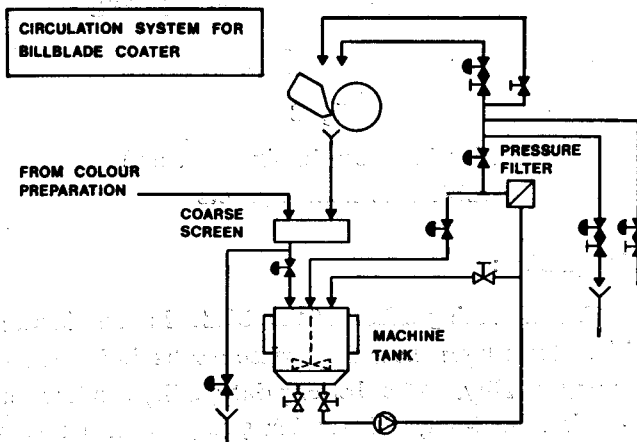 CIRCULATION SYSTEM FOR
BILLBLADE COATER
FROM COLOUR
PREPARATION
COARSE
SCREEN
PRESSURE
FILTER
MACHINE
TANK